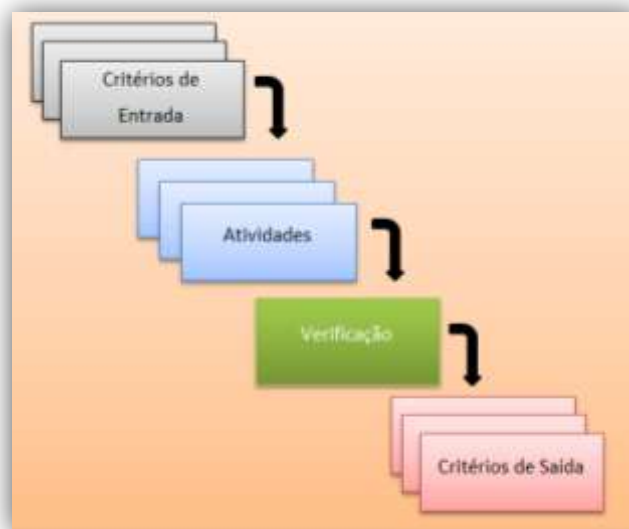 Critérios de
Entrada
Atividades
Verificação
Critérios de Saída